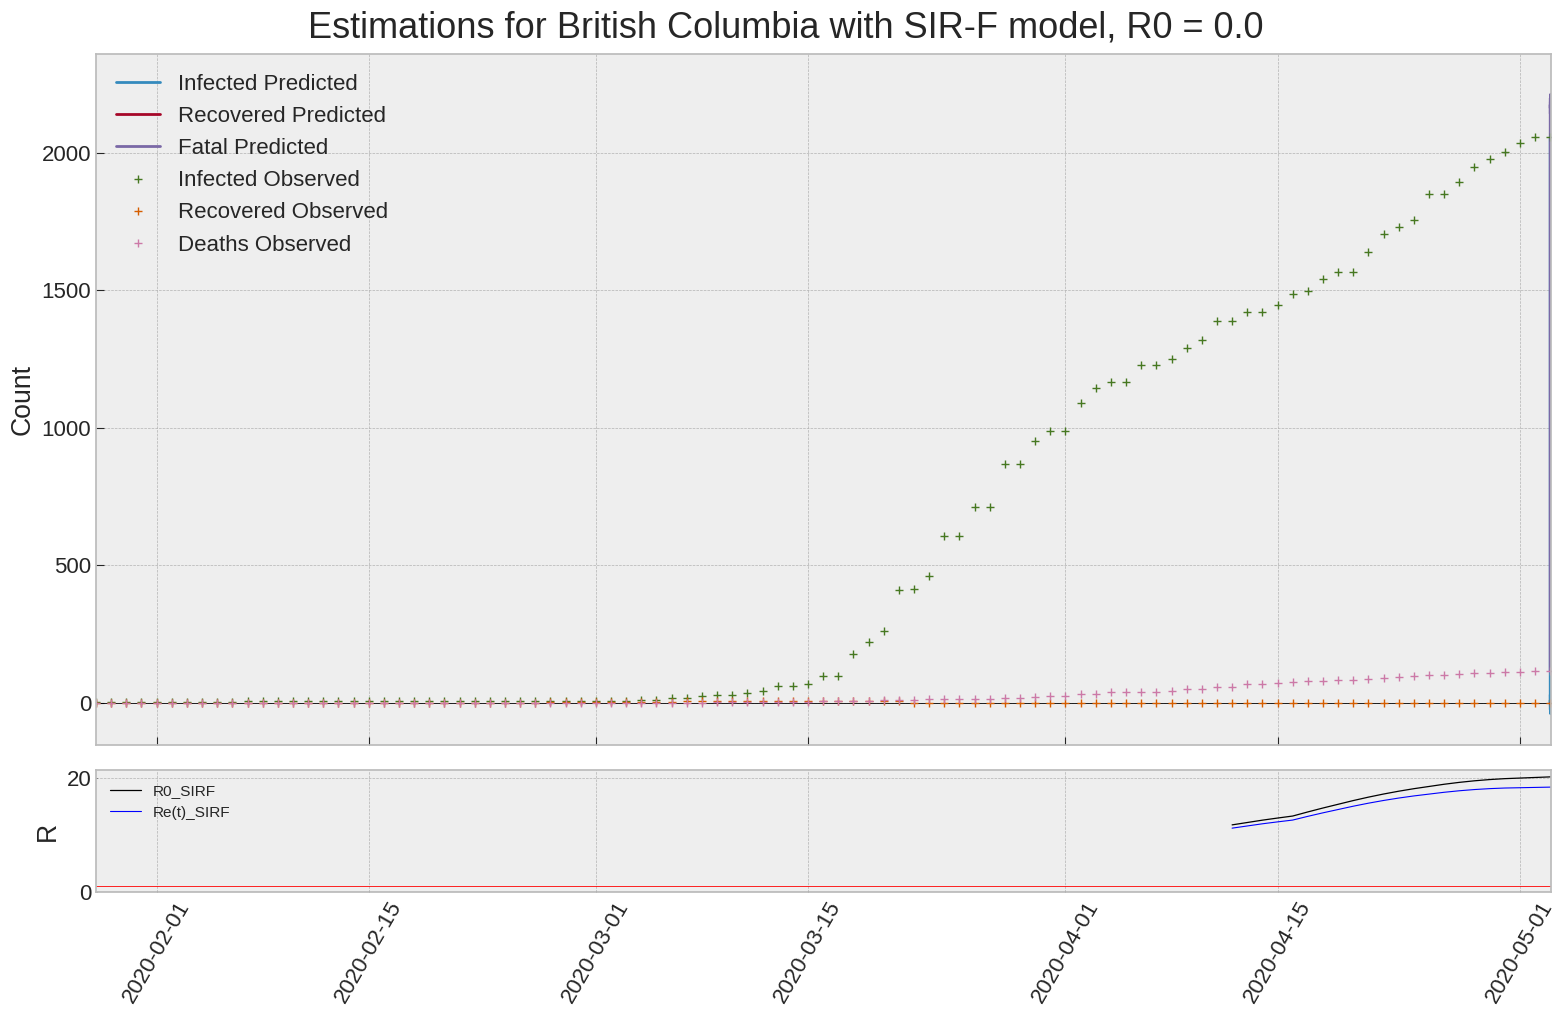 Estimations for British Columbia with SIR-F model, R0 = 0.0
Infected Predicted
Recovered Predicted
Fatal Predicted
Infected Observed
Recovered Observed
Deaths Observed
2000
1500
1000
500
0
Count
20
0
R
R0_SIRF
Re(t)_SIRF
2020-02-01
2020-02-15
2020-03-01
2020-03-15
2020-04-01
2020-04-15
2020-05-01